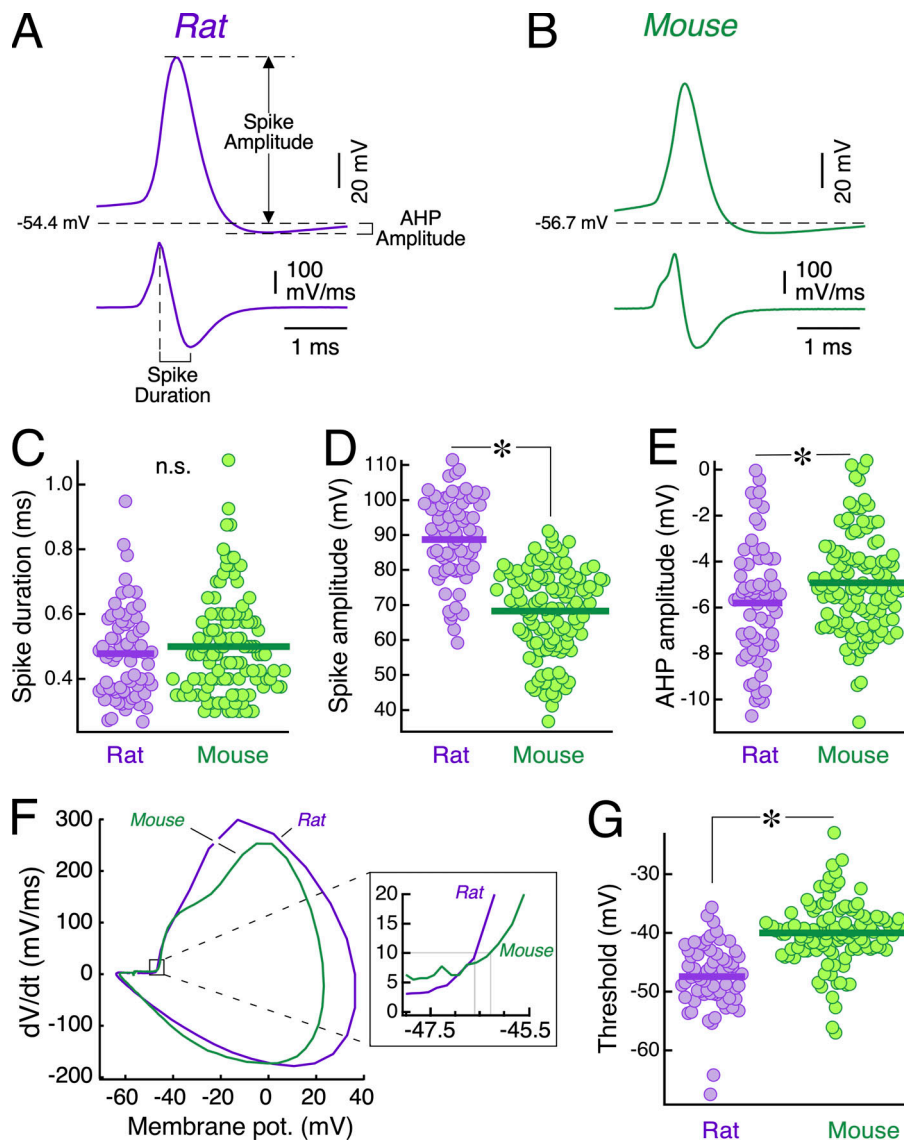 A
Rat
B
Mouse
Spike
Amplitude
20 mV
20 mV
-54.4 mV
AHP
Amplitude
-56.7 mV
100
mV/ms
100
mV/ms
1 ms
1 ms
Spike
Duration
C
n.s.
Spike duration (ms)
1.0
0.8
0.6
0.4
Rat
Mouse
D
*
Spike amplitude (mV)
110
100
90
80
70
60
50
40
Rat
Mouse
E
*
AHP amplitude (mV)
0
-2
-4
-6
-8
-10
Rat
Mouse
F
Mouse
Rat
dV/dt (mV/ms)
300
200
100
0
-100
-200
-60
-40
-20
0
20
40
Membrane pot. (mV)
20
15
10
5
0
Rat
Mouse
-47.5
-45.5
G
*
Threshold (mV)
-30
-40
-50
-60
Rat
Mouse